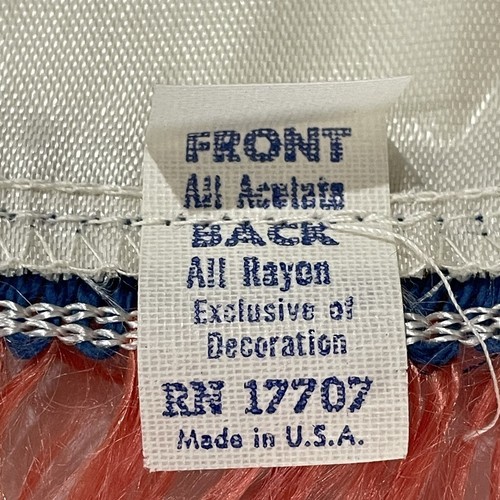 FRONT
All Acetate
BACK
All Rayon
Exclusive of
Decoration
RN 17707
Made in U.S.A.